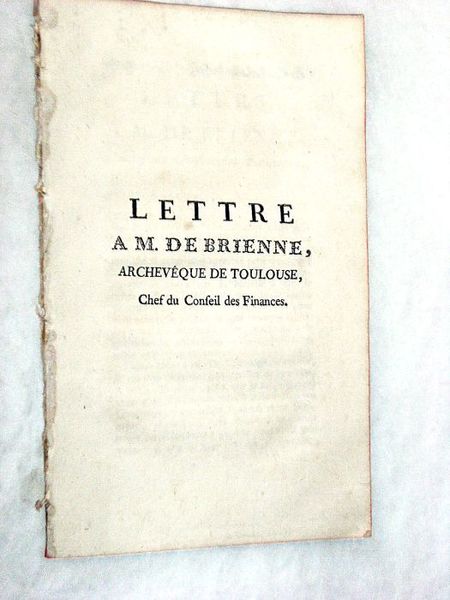 LETTRE
A M. DE BRIENNE,
ARCHEVÊQUE DE TOULOUSE,
Chef du Conſeil des Finances.